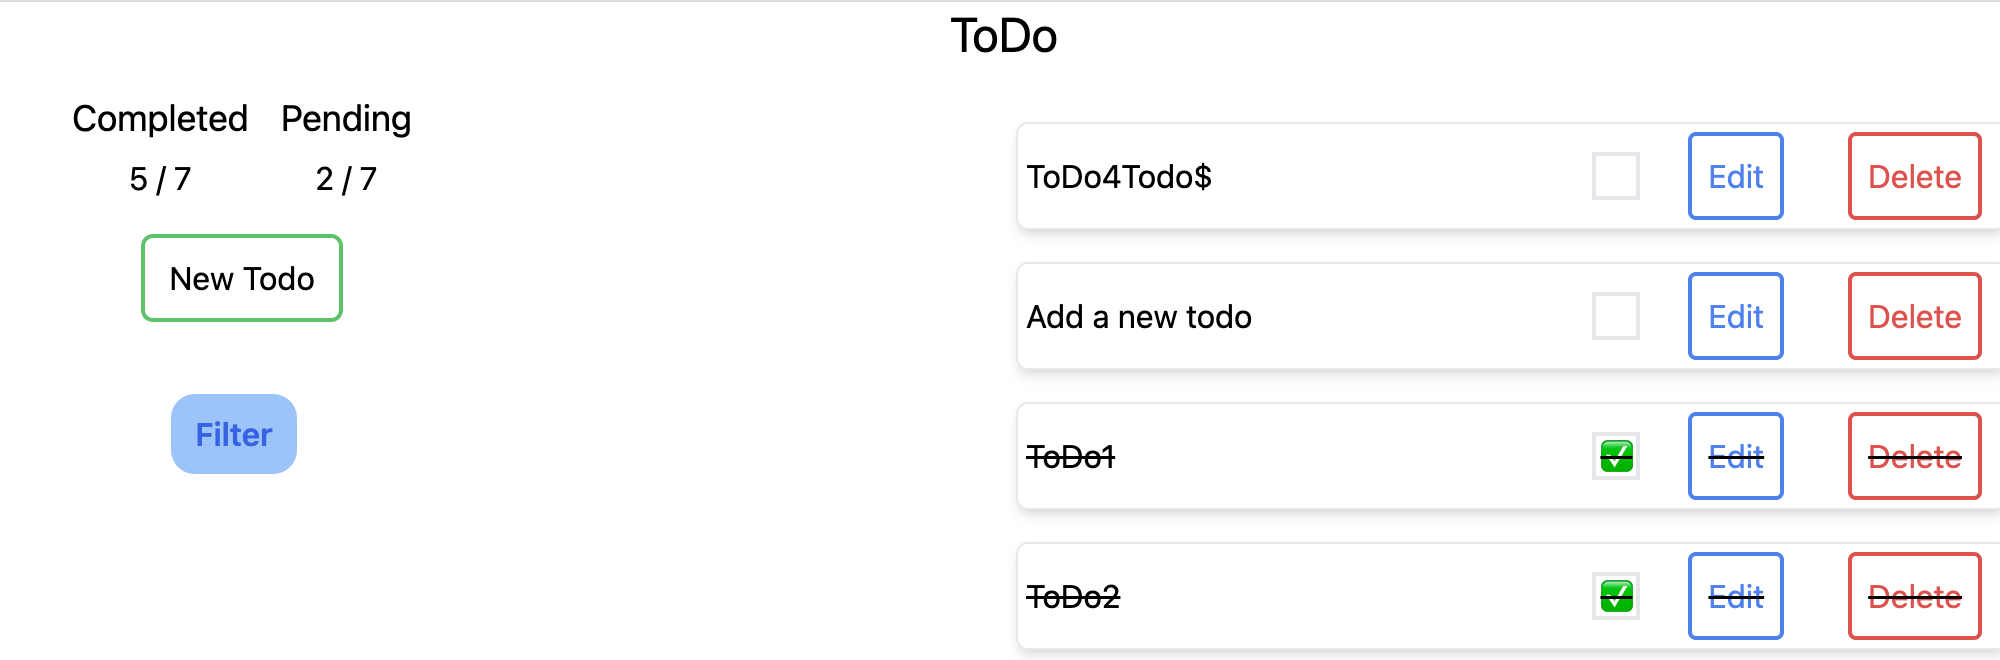 ToDo
Completed Pending
5 / 7 2 / 7
New Todo
Filter
ToDo4Todo$ Edit Delete
Add a new todo Edit Delete
ToDo1 ✅ Edit Delete
ToDo2 ✅ Edit Delete